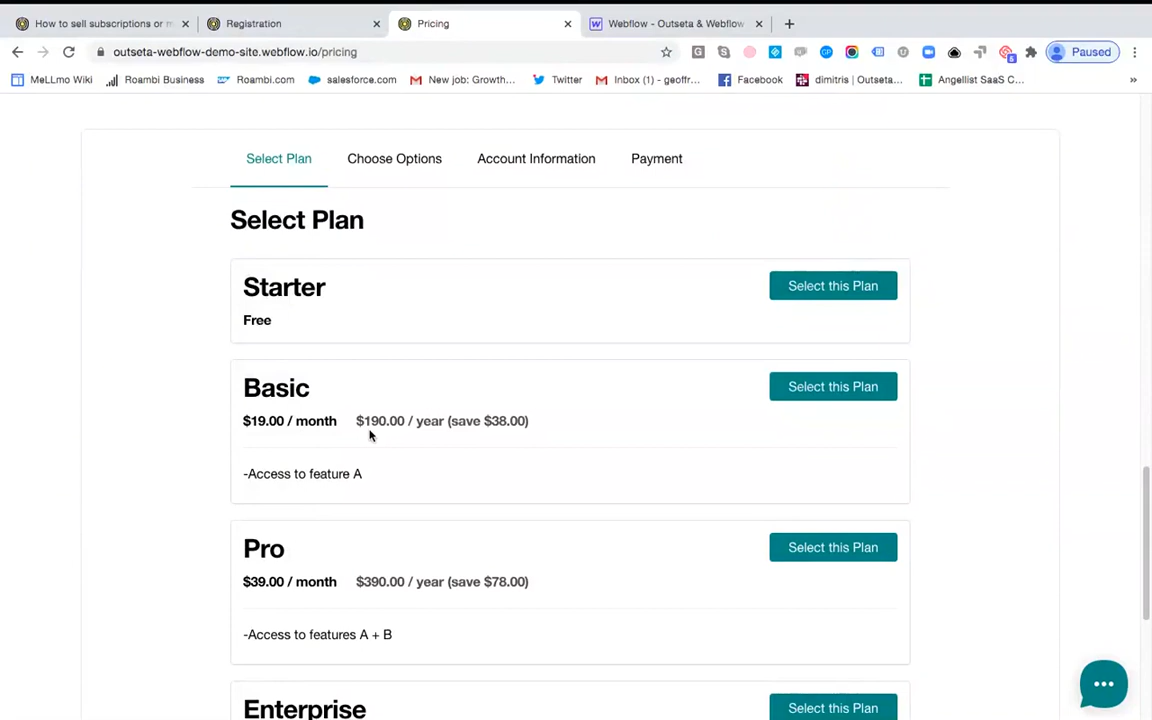 How to sell subscriptions or m
Registration
Pricing
Webflow - Outseta & Webflow
outseta-webflow-demo-site.webflow.io/pricing
Paused
MeLLmo Wiki
Roambi Business
Roambi.com
salesforce.com
New job: Growth...
Twitter
Inbox (1) - geoffr...
Facebook
dimitris | Outseta...
Angellist SaaS C...
Select Plan
Choose Options
Account Information
Payment
Select Plan
Starter
Select this Plan
Free
Basic
Select this Plan
$19.00 / month $190.00 / year (save $38.00)
-Access to feature A
Pro
Select this Plan
$39.00 / month $390.00 / year (save $78.00)
-Access to features A + B
Enterprise
Select this Plan